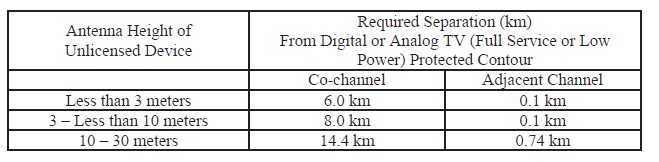 Antenna Height of
Unlicensed Device
Required Separation (km)
From Digital or Analog TV (Full Service or Low
Power) Protected Contour
Co-channel Adjacent Channel
Less than 3 meters 6.0 km 0.1 km
3 – Less than 10 meters 8.0 km 0.1 km
10 – 30 meters 14.4 km 0.74 km